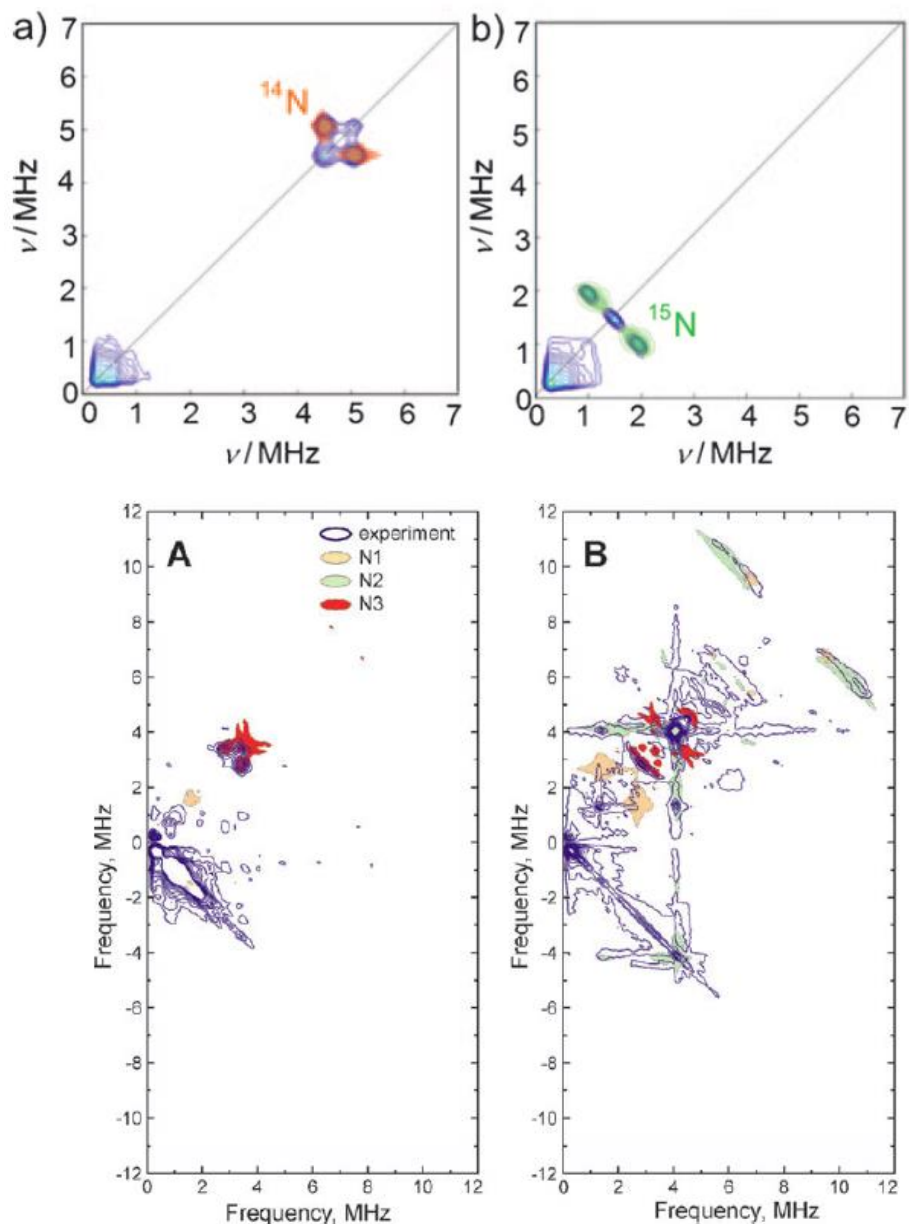 a)
7
6
5
4
3
2
1
0
ν/MHz
14N
0 1 2 3 4 5 6 7
ν/MHz
b)
7
6
5
4
3
2
1
0
ν/MHz
15N
0 1 2 3 4 5 6 7
ν/MHz
A
experiment
N1
N2
N3
12
10
8
6
4
2
0
-2
-4
-6
-8
-10
-12
Frequency, MHz
0 2 4 6 8 10 12
Frequency, MHz
B
12
10
8
6
4
2
0
-2
-4
-6
-8
-10
-12
Frequency, MHz
0 2 4 6 8 10 12
Frequency, MHz